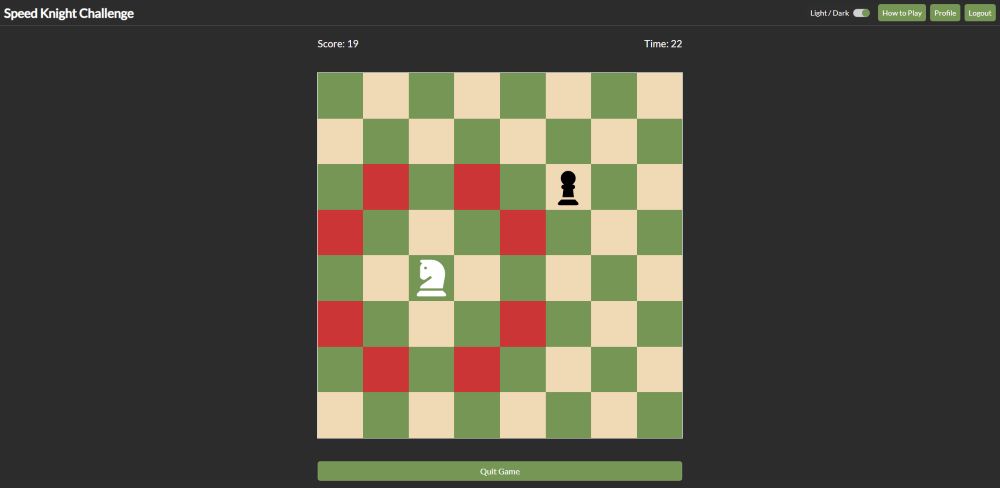 Speed Knight Challenge
Light / Dark
How to Play
Profile
Logout
Score: 19
Time: 22
Quit Game